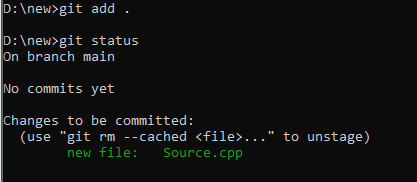 D:\new>git add .
D:\new>git status
On branch main
No commits yet
Changes to be committed:
(use "git rm --cached <file>..." to unstage)
new file: Source.cpp